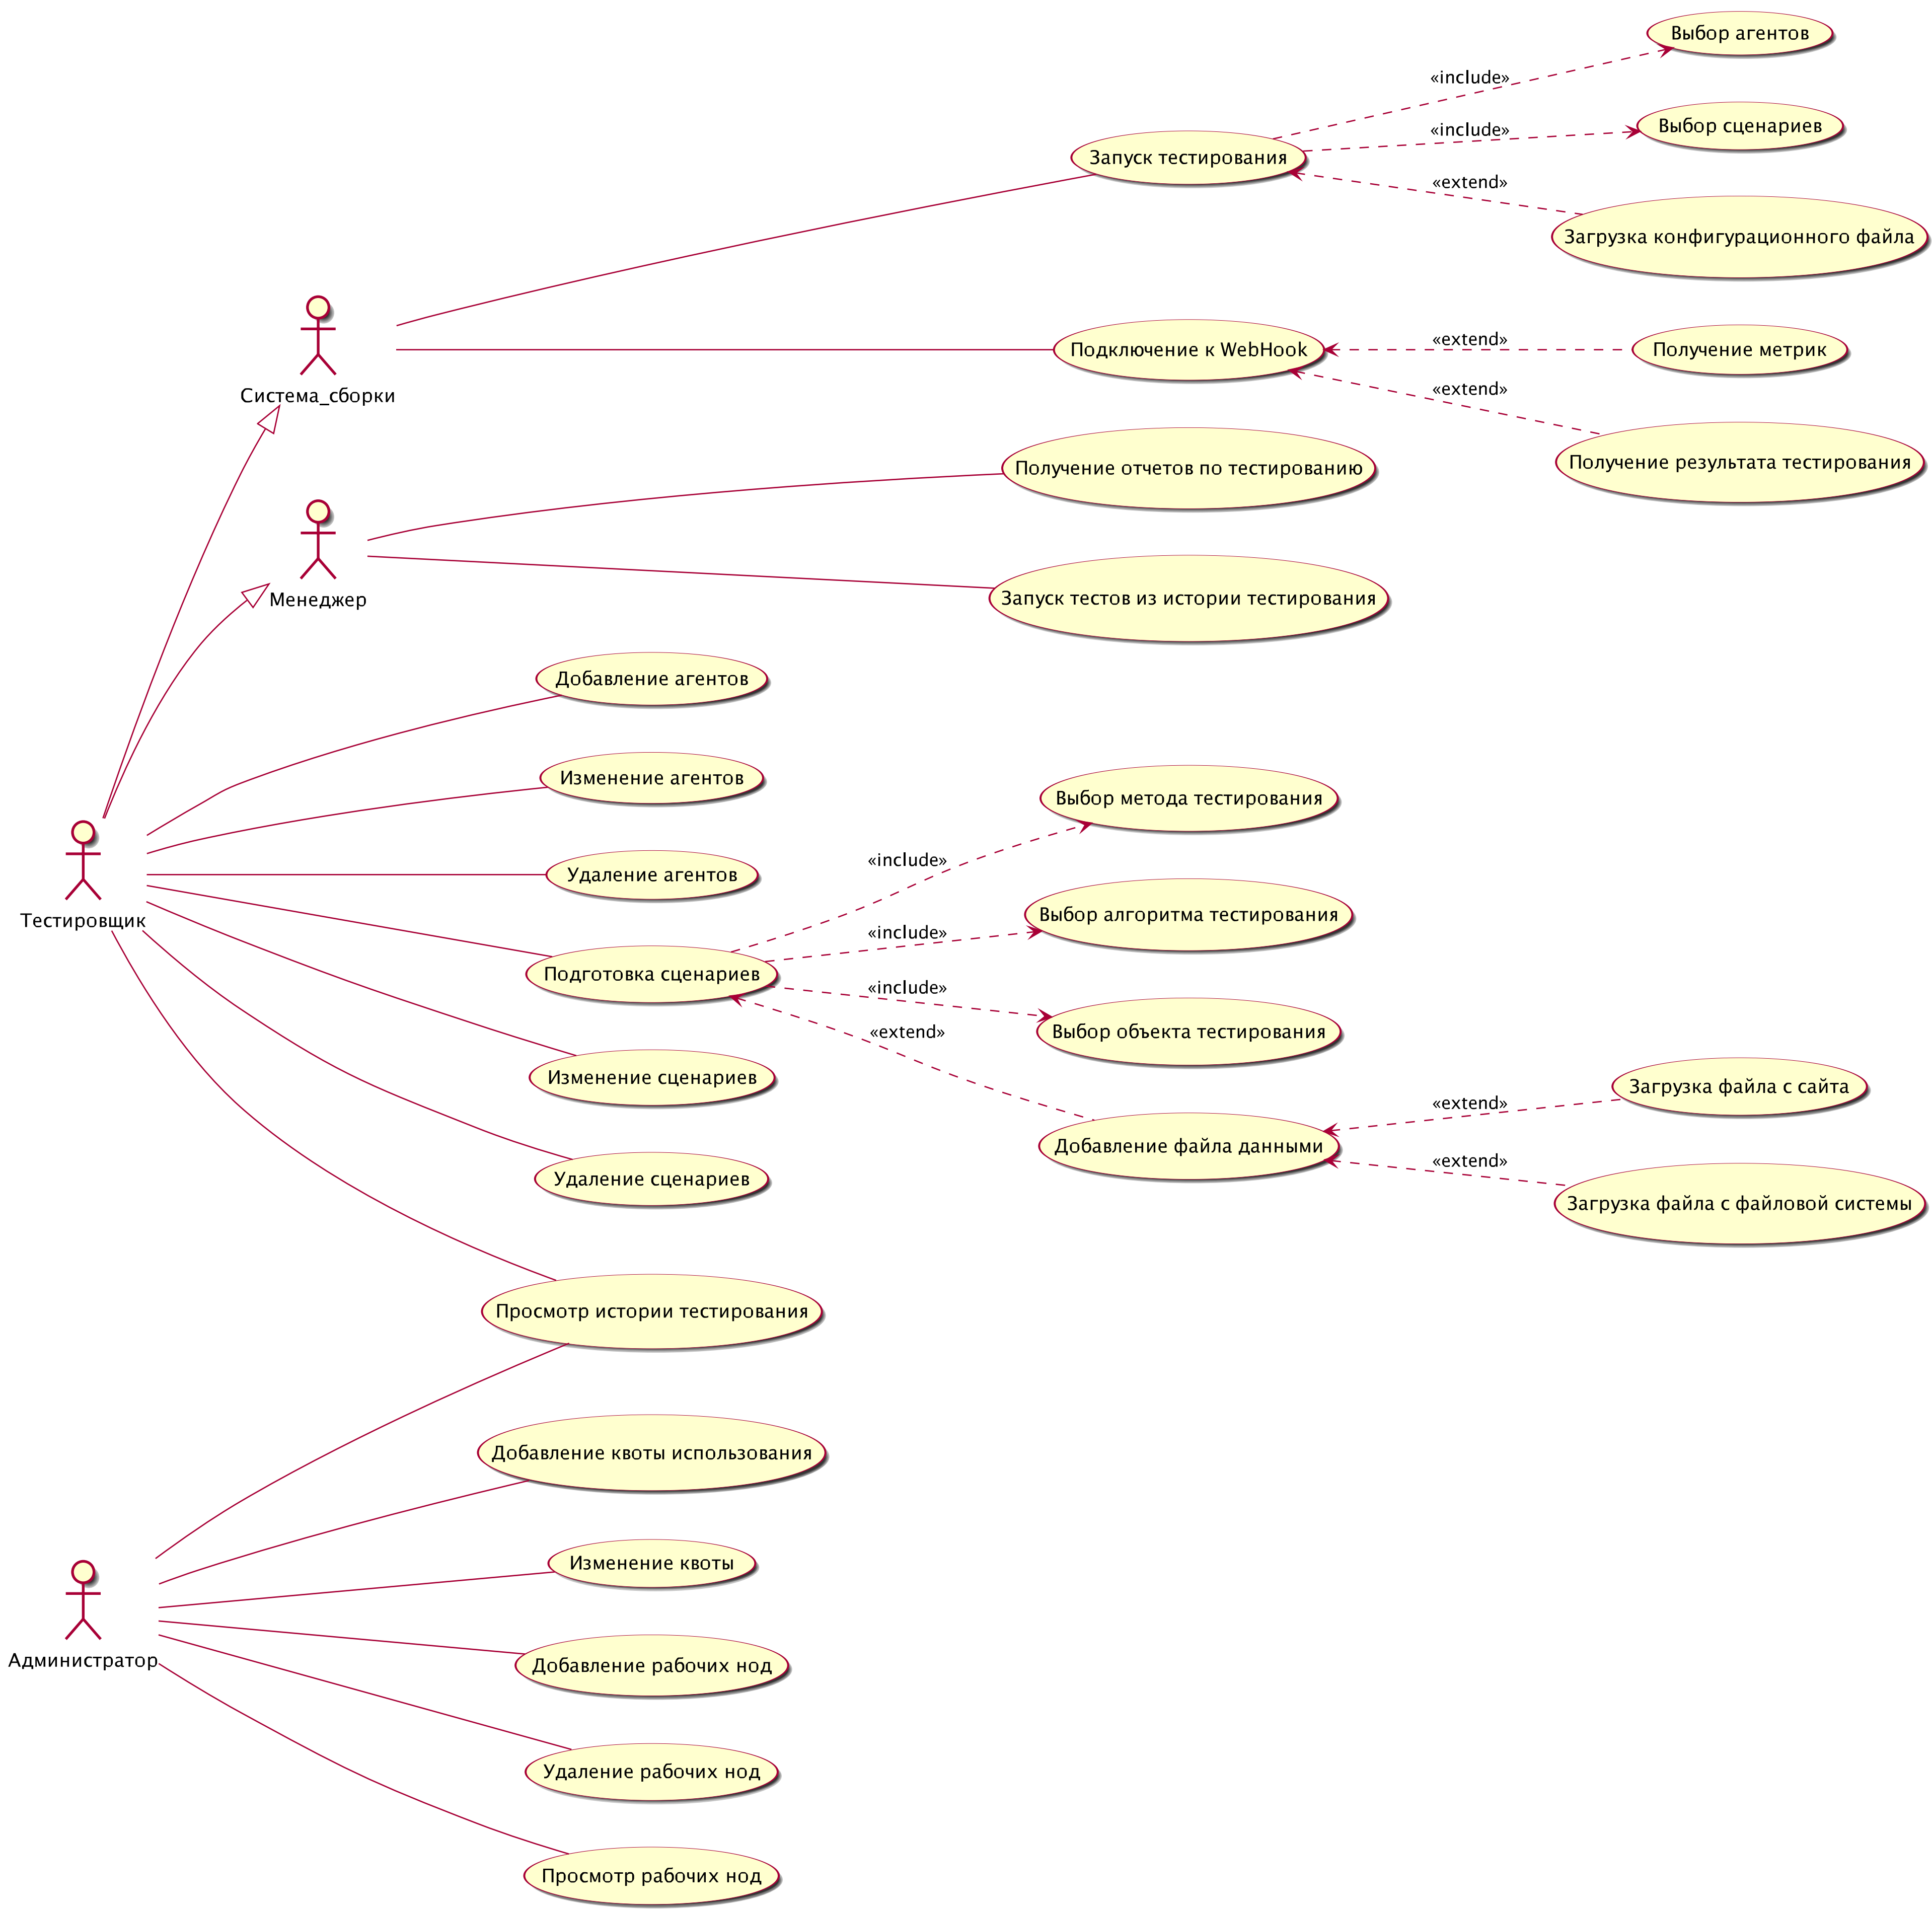 Выбор агентов
«include»
Выбор сценариев
«include»
Запуск тестирования
«extend»
Загрузка конфигурационного файла
Система_сборки
Подключение к WebHook
«extend»
Получение метрик
«extend»
Получение результата тестирования
Получение отчетов по тестированию
Менеджер
Запуск тестов из истории тестирования
Добавление агентов
Изменение агентов
Выбор метода тестирования
«include»
Удаление агентов
Тестировщик
Выбор алгоритма тестирования
«include»
Подготовка сценариев
«include»
Выбор объекта тестирования
«extend»
Изменение сценариев
Загрузка файла с сайта
«extend»
Добавление файла данными
«extend»
Удаление сценариев
Загрузка файла с файловой системы
Просмотр истории тестирования
Добавление квоты использования
Изменение квоты
Администратор
Добавление рабочих нод
Удаление рабочих нод
Просмотр рабочих нод